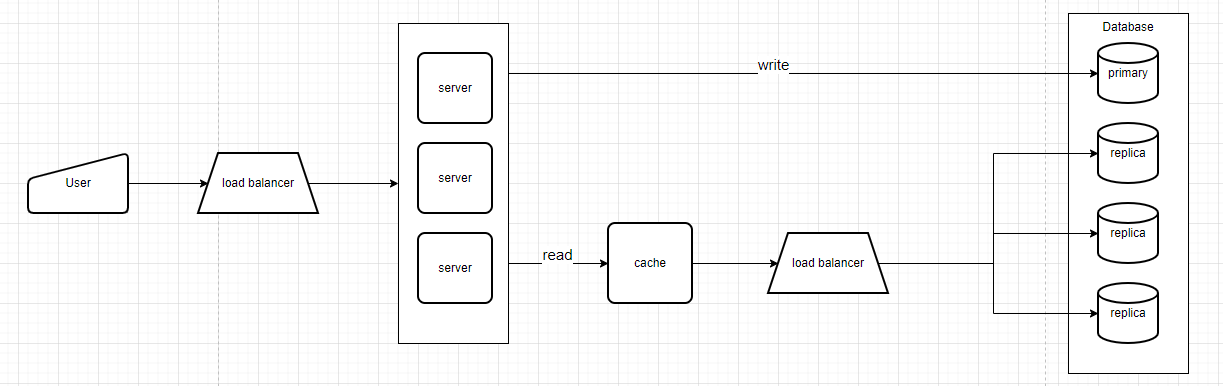 User
load balancer
server
server
server
write
read
cache
load balancer
Database
primary
replica
replica
replica